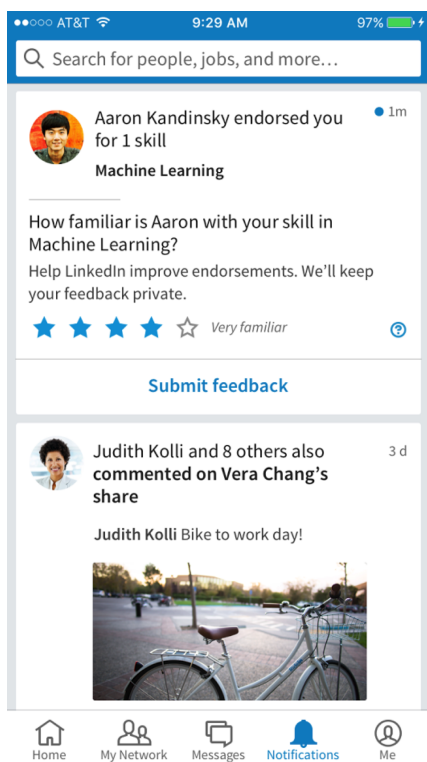 AT&T 9:29 AM 97%
Search for people, jobs, and more…
Aaron Kandinsky endorsed you 1m
for 1 skill
Machine Learning
How familiar is Aaron with your skill in
Machine Learning?
Help LinkedIn improve endorsements. We’ll keep
your feedback private.
Very familiar ?
Submit feedback
Judith Kolli and 8 others also 3 d
commented on Vera Chang’s
share
Judith Kolli Bike to work day!
Home My Network Messages Notifications Me